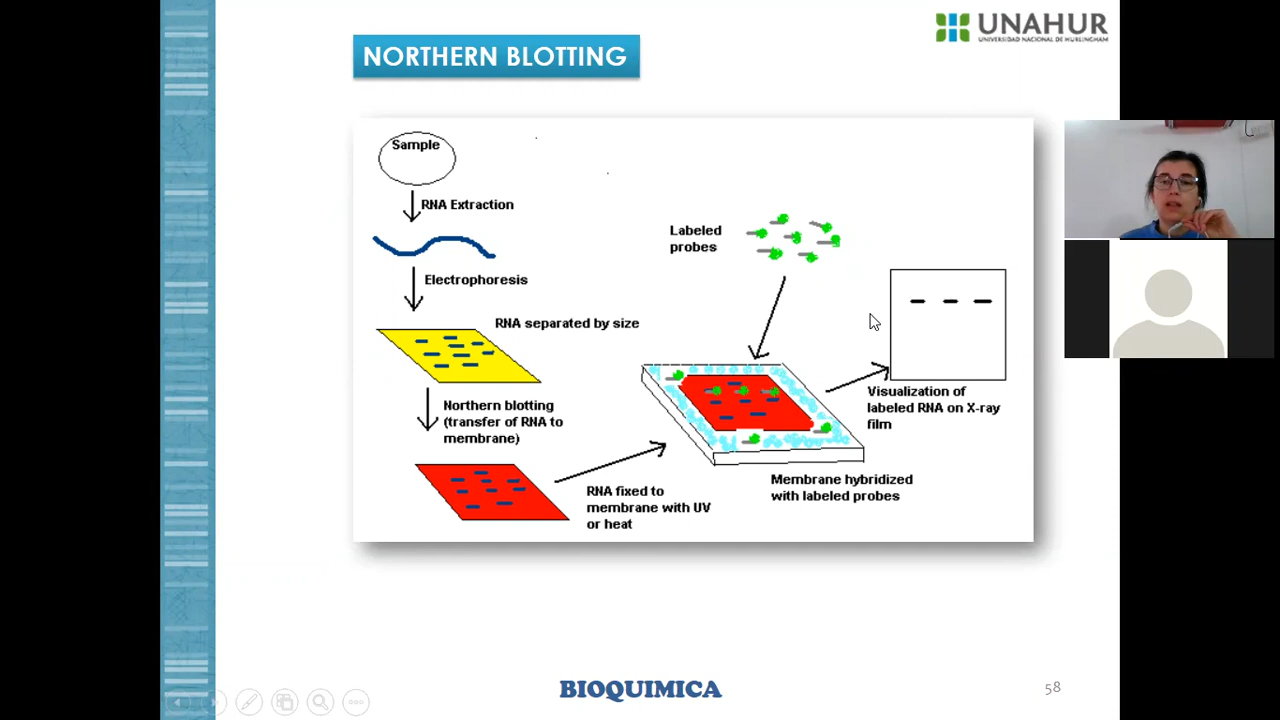 UNAHUR
UNIVERSIDAD NACIONAL DE HURLINGHAM
NORTHERN BLOTTING
Sample
RNA Extraction
Electrophoresis
RNA separated by size
Northern blotting
(transfer of RNA to
membrane)
RNA fixed to
membrane with UV
or heat
Labeled
probes
Membrane hybridized
with labeled probes
Visualization of
labeled RNA on X-ray
film
BIOQUIMICA
58